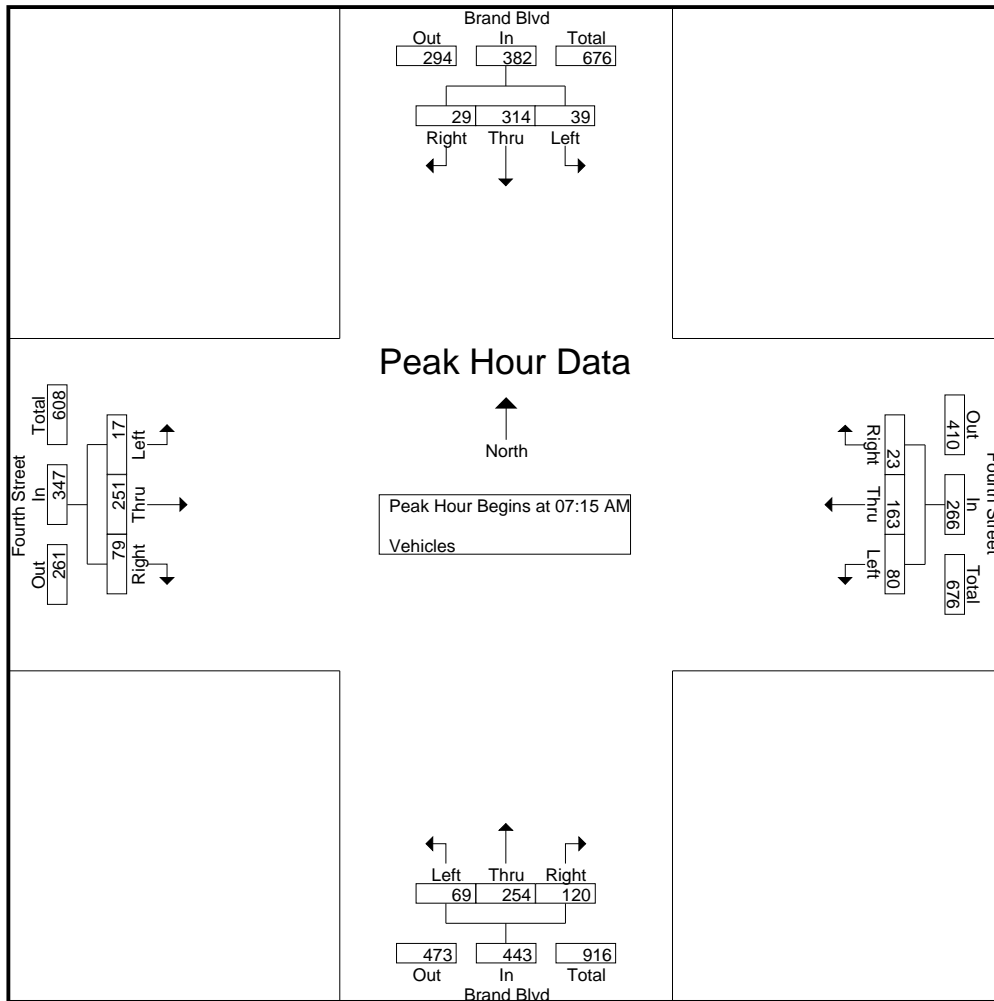 Brand Blvd
Out In Total
294 382 676
29 314 39
Right Thru Left
Peak Hour Data
North
Peak Hour Begins at 07:15 AM
Vehicles
Fourth Street
Total In Out
608 347 261
17 251 79
Left Thru Right
Fourth Street
Out In Total
410 266 676
23 163 80
Right Thru Left
Left Thru Right
69 254 120
473 443 916
Out In Total
Brand Blvd